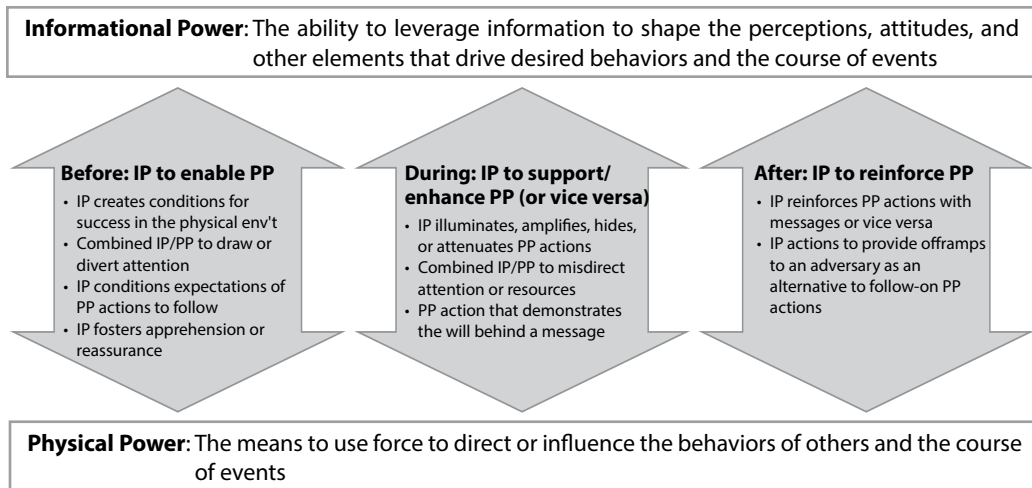 Informational Power: The ability to leverage information to shape the perceptions, attitudes, and
other elements that drive desired behaviors and the course of events
Before: IP to enable PP
• IP creates conditions for
success in the physical env't
• Combined IP/PP to draw or
divert attention
• IP conditions expectations of
PP actions to follow
• IP fosters apprehension or
reassurance
During: IP to support/
enhance PP (or vice versa)
• IP illuminates, amplifies, hides,
or attenuates PP actions
• Combined IP/PP to misdirect
attention or resources
• PP action that demonstrates
the will behind a message
After: IP to reinforce PP
• IP reinforces PP actions with
messages or vice versa
• IP actions to provide offramps
to an adversary as an
alternative to follow-on PP
actions
Physical Power: The means to use force to direct or influence the behaviors of others and the course
of events